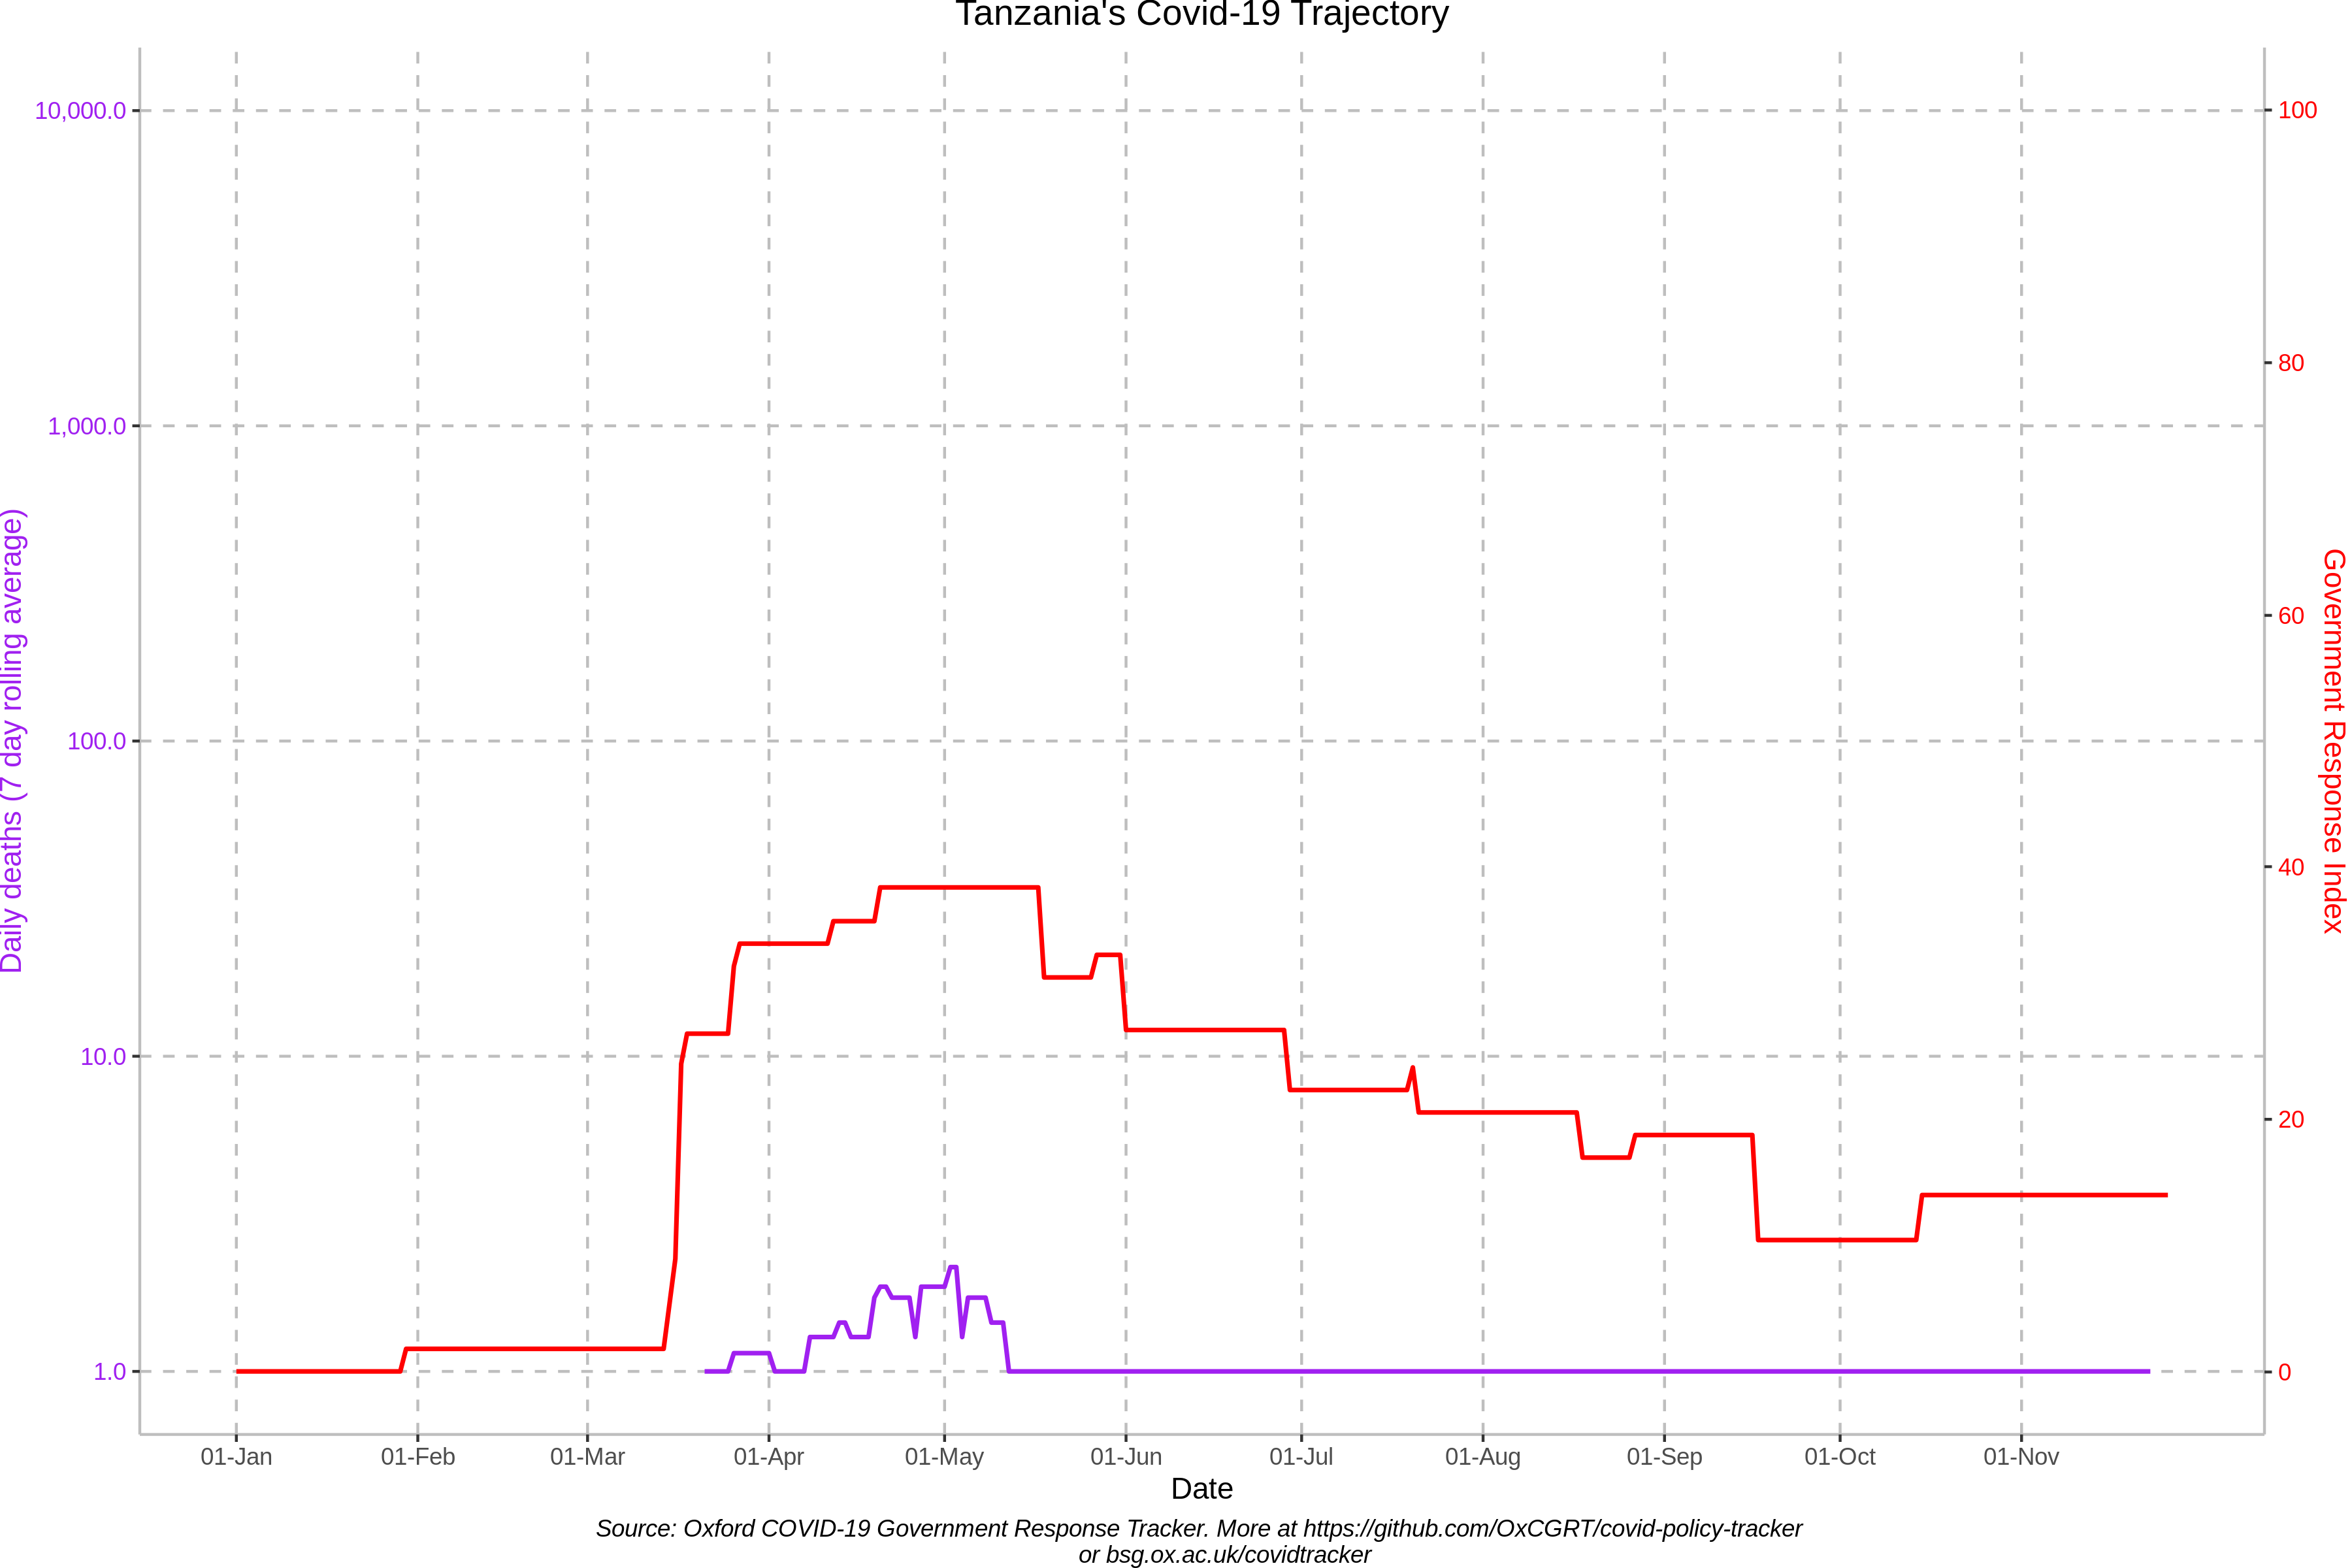 Tanzania's Covid-19 Trajectory
10,000.0
1,000.0
100.0
10.0
1.0
Daily deaths (7 day rolling average)
100
80
60
40
20
0
Government Response Index
01-Jan
01-Feb
01-Mar
01-Apr
01-May
01-Jun
01-Jul
01-Aug
01-Sep
01-Oct
01-Nov
Date
Source: Oxford COVID-19 Government Response Tracker. More at https://github.com/OxCGRT/covid-policy-tracker
or bsg.ox.ac.uk/covidtracker